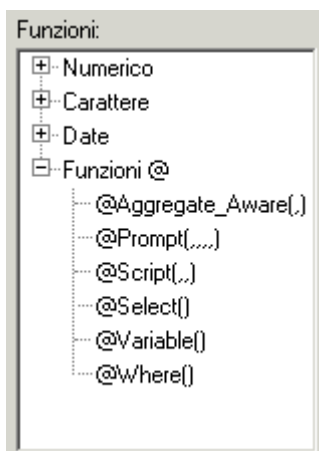 Funzioni:
Numerico
Carattere
Date
Funzioni @
@Aggregate_Aware(,)
@Prompt(,,,,)
@Script(,,)
@Select()
@Variable()
@Where()